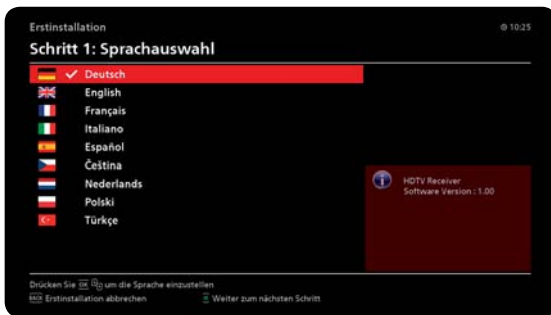 Erstinstallation
10:25
Schritt 1: Sprachauswahl
Deutsch
English
Français
Italiano
Español
Čeština
Nederlands
Polski
Türkçe
HDTV Receiver
Software Version : 1.00
Drücken Sie OK um die Sprache einzustellen
BACK Erstinstallation abbrechen
Weiter zum nächsten Schritt